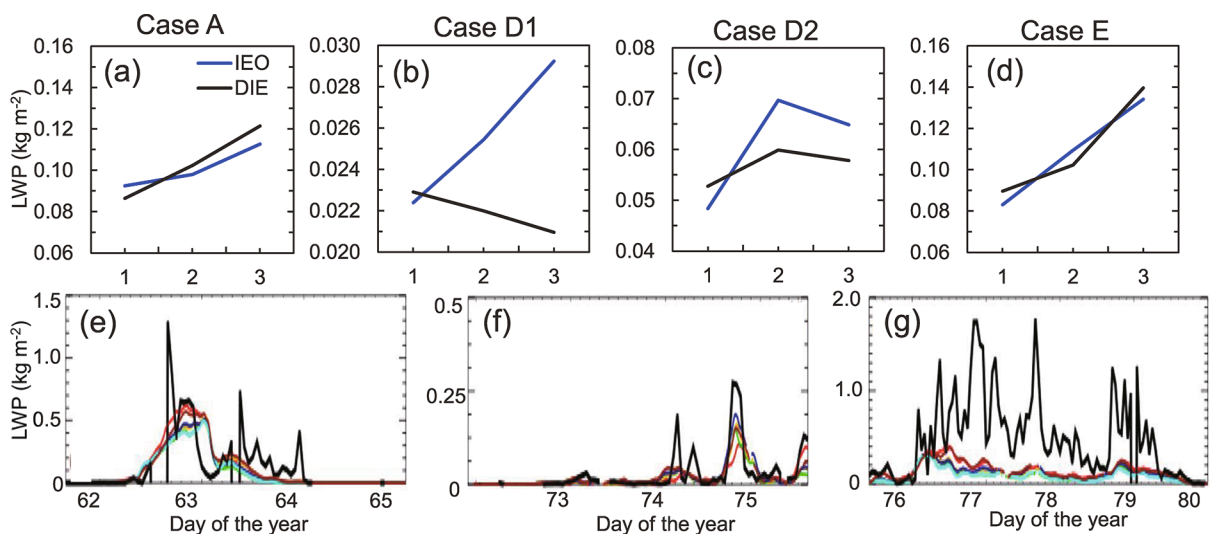 Case A Case D1 Case D2 Case E
0.16 0.030 0.08 0.16
(a) IEO (b) (c) (d)
DIE
0.14 0.028 0.07 0.14
0.12 0.026 0.12
0.06
0.10 0.024 0.10
0.08 0.022 0.05 0.08
0.06 0.020 0.04 0.06
LWP (kg m-2)
1 2 3 1 2 3 1 2 3 1 2 3
1.5 0.5 2.0
(e) (f) (g)
1.0 0.25 1.0
0.5
0 0 0
LWP (kg m-2)
62 63 64 65 73 74 75 76 77 78 79 80
Day of the year Day of the year Day of the year